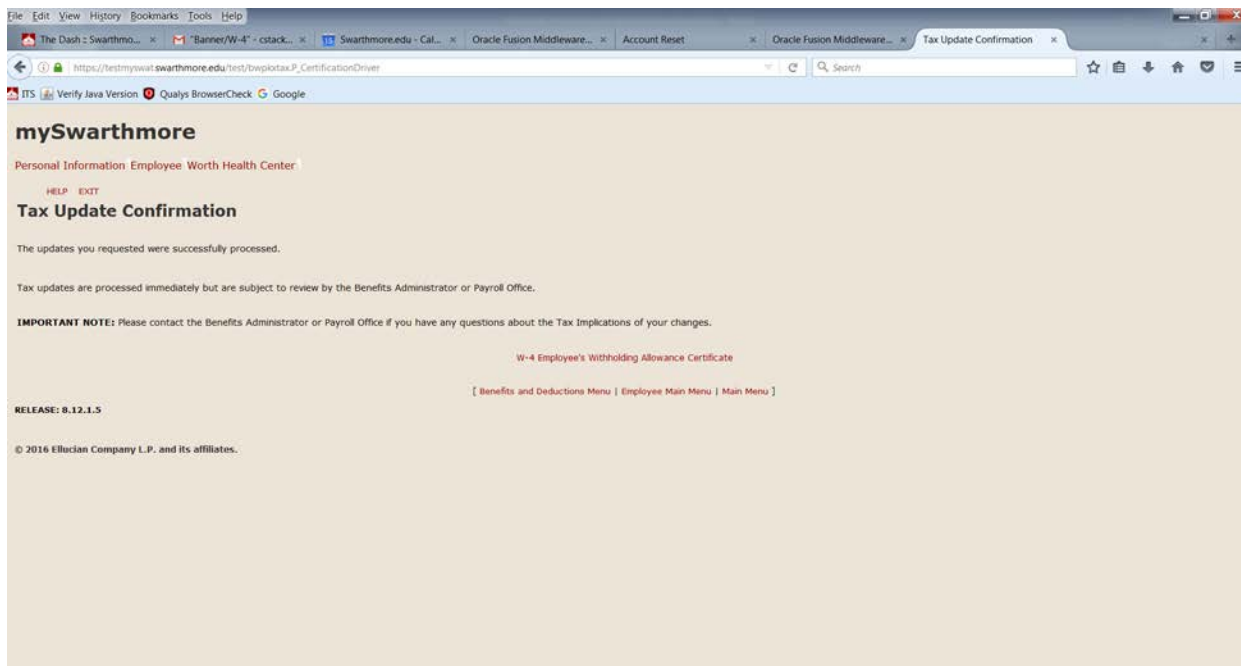 File Edit View History Bookmarks Tools Help
The Dash :: Swarthmo... × "Banner/W-4" - cstack... × 15 Swarthmore.edu - Cal... × Oracle Fusion Middleware... × Account Reset × Oracle Fusion Middleware... × Tax Update Confirmation ×
https://testmyswat.swarthmore.edu/test/bwpkxtax.P_CertificationDriver Search
ITS Verify Java Version Qualys BrowserCheck Google
mySwarthmore
Personal Information Employee Worth Health Center
HELP EXIT
Tax Update Confirmation
The updates you requested were successfully processed.
Tax updates are processed immediately but are subject to review by the Benefits Administrator or Payroll Office.
IMPORTANT NOTE: Please contact the Benefits Administrator or Payroll Office if you have any questions about the Tax Implications of your changes.
W-4 Employee's Withholding Allowance Certificate
[ Benefits and Deductions Menu | Employee Main Menu | Main Menu ]
RELEASE: 8.12.1.5
© 2016 Ellucian Company L.P. and its affiliates.